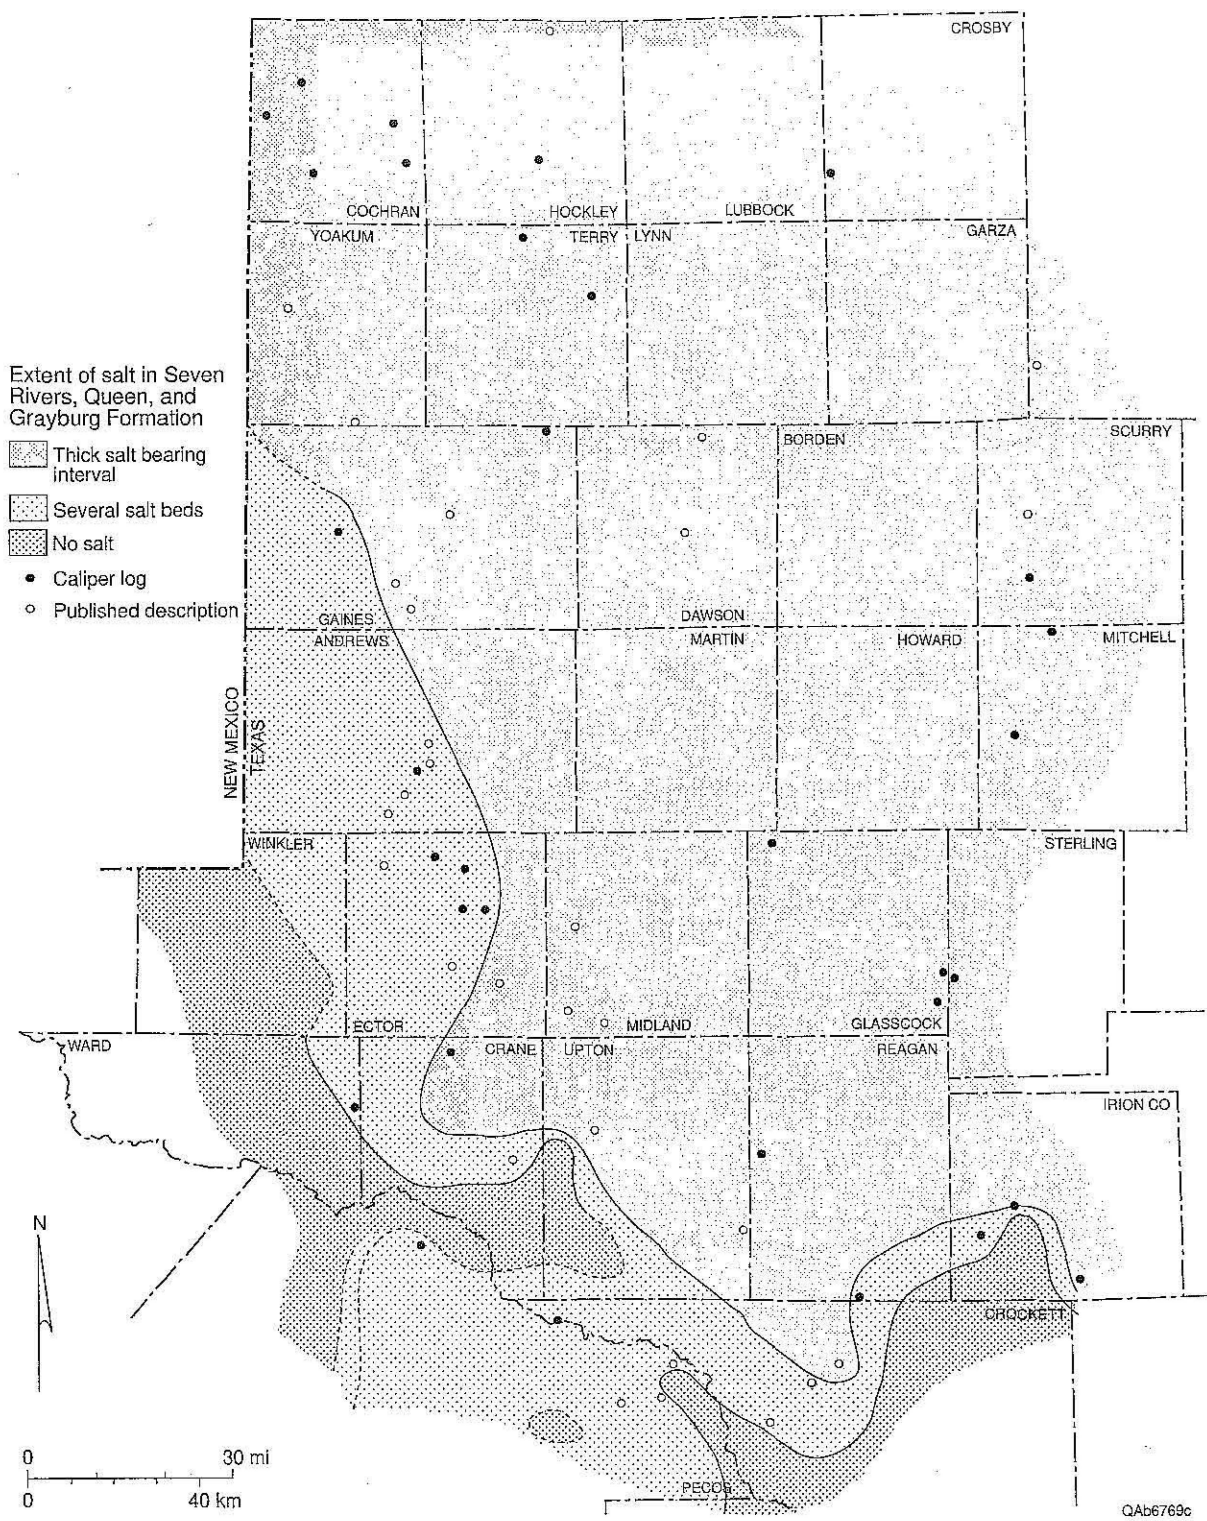 CROSBY
COCHRAN
HOCKLEY
LUBBOCK
YOAKUM
TERRY
LYNN
GARZA
Extent of salt in Seven
Rivers, Queen, and
Grayburg Formation
Thick salt bearing
interval
Several salt beds
No salt
Caliper log
Published description
BORDEN
SCURRY
GAINES
DAWSON
ANDREWS
MARTIN
HOWARD
MITCHELL
NEW MEXICO
TEXAS
WINKLER
STERLING
ECTOR
MIDLAND
GLASSCOCK
WARD
CRANE
UPTON
REAGAN
IRION CO
N
CROCKETT
0 30 mi
0 40 km
PECOS
QAb6769c